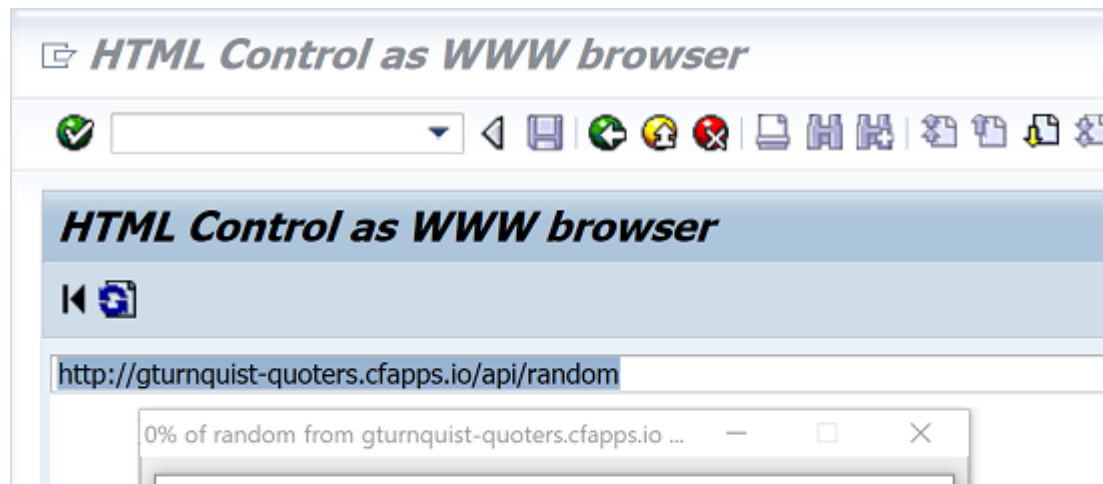 HTML Control as WWW browser
HTML Control as WWW browser
http://gturnquist-quoters.cfapps.io/api/random
0% of random from gturnquist-quoters.cfapps.io ...